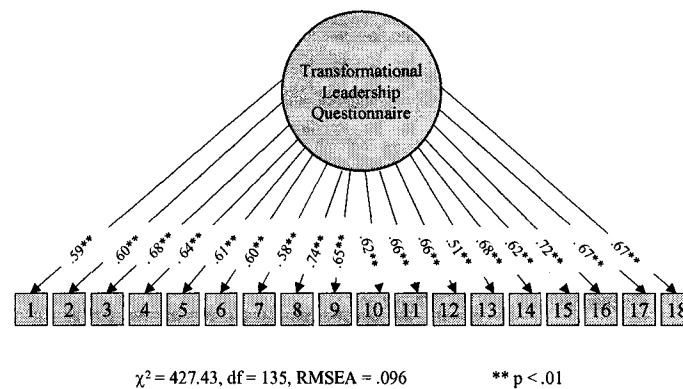 Transformational
Leadership
Questionnaire
.59** .60** .68** .64** .61** .60** .58** .74** .65** .62** .66** .66** .51** .68** .62** .72** .67** .67**
1 2 3 4 5 6 7 8 9 10 11 12 13 14 15 16 17 18
χ² = 427.43, df = 135, RMSEA = .096 ** p < .01